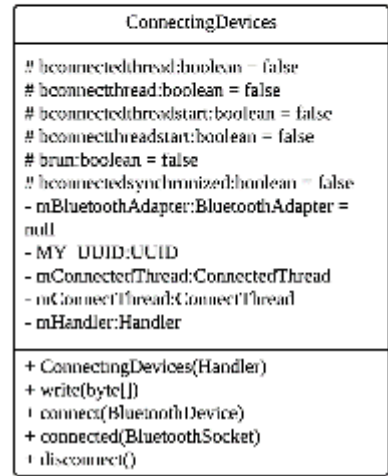 ConnectingDevices
# bconnectedthread:boolean = false
# bconnectthread:boolean = false
# bconnectedthreadstart:boolean = false
# bconnectthreadstart:boolean = false
# brun:boolean = false
# bconnectedsynchronized:boolean = false
- mBluetoothAdapter:BluetoothAdapter =
null
- MY_UUID:UUID
- mConnectedThread:ConnectedThread
- mConnectThread:ConnectThread
- mHandler:Handler
+ ConnectingDevices(Handler)
+ write(byte[])
+ connect(BluetoothDevice)
+ connected(BluetoothSocket)
+ disconnect()